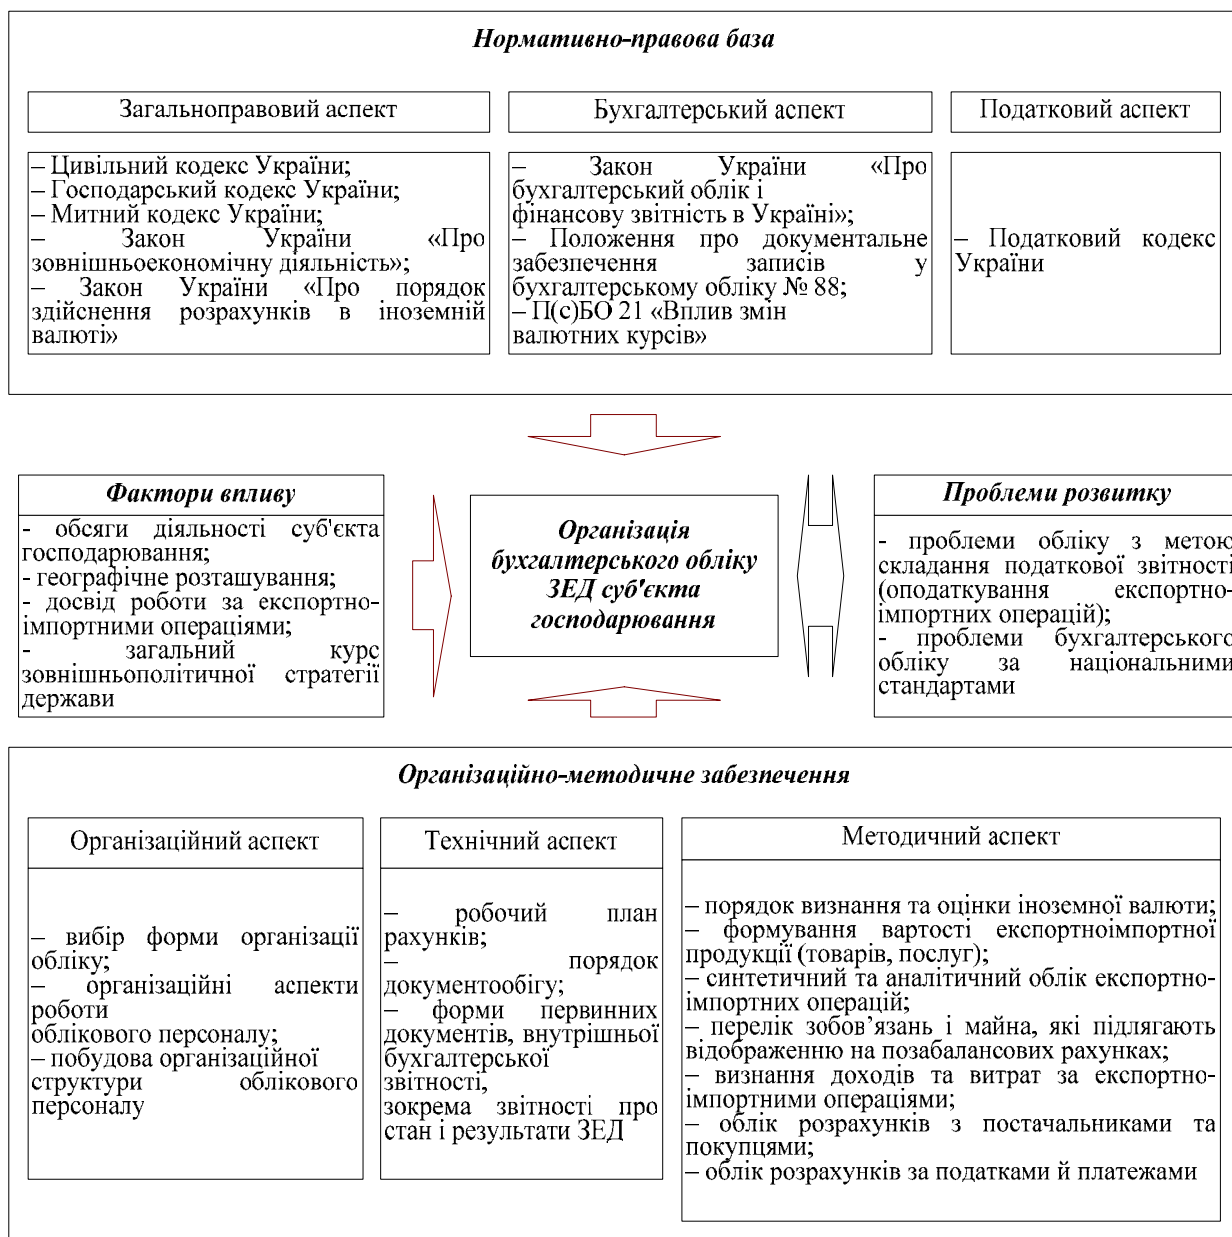 Нормативно-правова база
Загальноправовий аспект
– Цивільний кодекс України;
– Господарський кодекс України;
– Митний кодекс України;
– Закон України «Про
зовнішньоекономічну діяльність»;
– Закон України «Про порядок
здійснення розрахунків в іноземній
валюті»
Бухгалтерський аспект
– Закон України «Про
бухгалтерський облік і
фінансову звітність в Україні»;
– Положення про документальне
забезпечення записів у
бухгалтерському обліку № 88;
– П(с)БО 21 «Вплив змін
валютних курсів»
Податковий аспект
– Податковий кодекс
України
Фактори впливу
- обсяги діяльності суб'єкта
господарювання;
- географічне розташування;
- досвід роботи за експортно-
імпортними операціями;
- загальний курс
зовнішньополітичної стратегії
держави
Організація
бухгалтерського обліку
ЗЕД суб'єкта
господарювання
Проблеми розвитку
- проблеми обліку з метою
складання податкової звітності
(оподаткування експортно-
імпортних операцій);
- проблеми бухгалтерського
обліку за національними
стандартами
Організаційно-методичне забезпечення
Організаційний аспект
– вибір форми організації
обліку;
– організаційні аспекти
роботи
облікового персоналу;
– побудова організаційної
структури облікового
персоналу
Технічний аспект
– робочий план
рахунків;
– порядок
документообігу;
– форми первинних
документів, внутрішньої
бухгалтерської
звітності,
зокрема звітності про
стан і результати ЗЕД
Методичний аспект
– порядок визнання та оцінки іноземної валюти;
– формування вартості експортноімпортної
продукції (товарів, послуг);
– синтетичний та аналітичний облік експортно-
імпортних операцій;
– перелік зобов’язань і майна, які підлягають
відображенню на позабалансових рахунках;
– визнання доходів та витрат за експортно-
імпортними операціями;
– облік розрахунків з постачальниками та
покупцями;
– облік розрахунків за податками й платежами